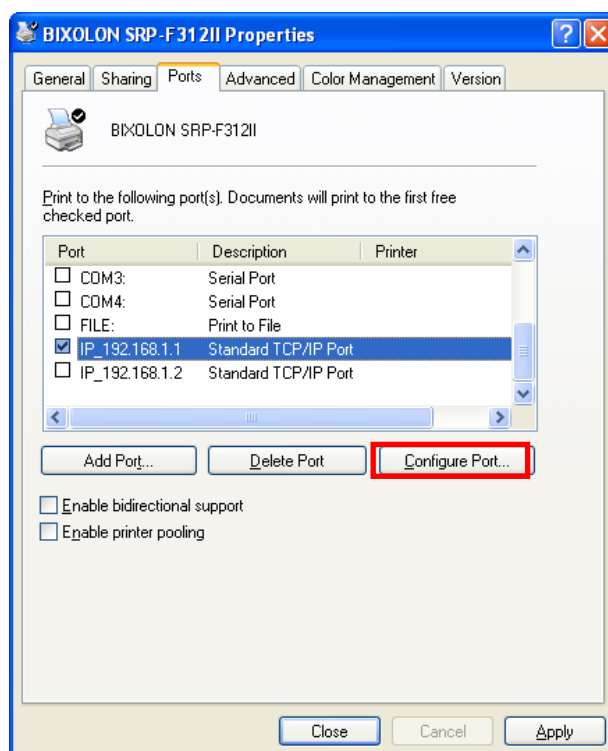 BIXOLON SRP-F312II Properties
General Sharing Ports Advanced Color Management Version
BIXOLON SRP-F312II
Print to the following port(s). Documents will print to the first free
checked port.
Port Description Printer
COM3: Serial Port
COM4: Serial Port
FILE: Print to File
IP_192.168.1.1 Standard TCP/IP Port
IP_192.168.1.2 Standard TCP/IP Port
Add Port... Delete Port Configure Port...
Enable bidirectional support
Enable printer pooling
Close Cancel Apply